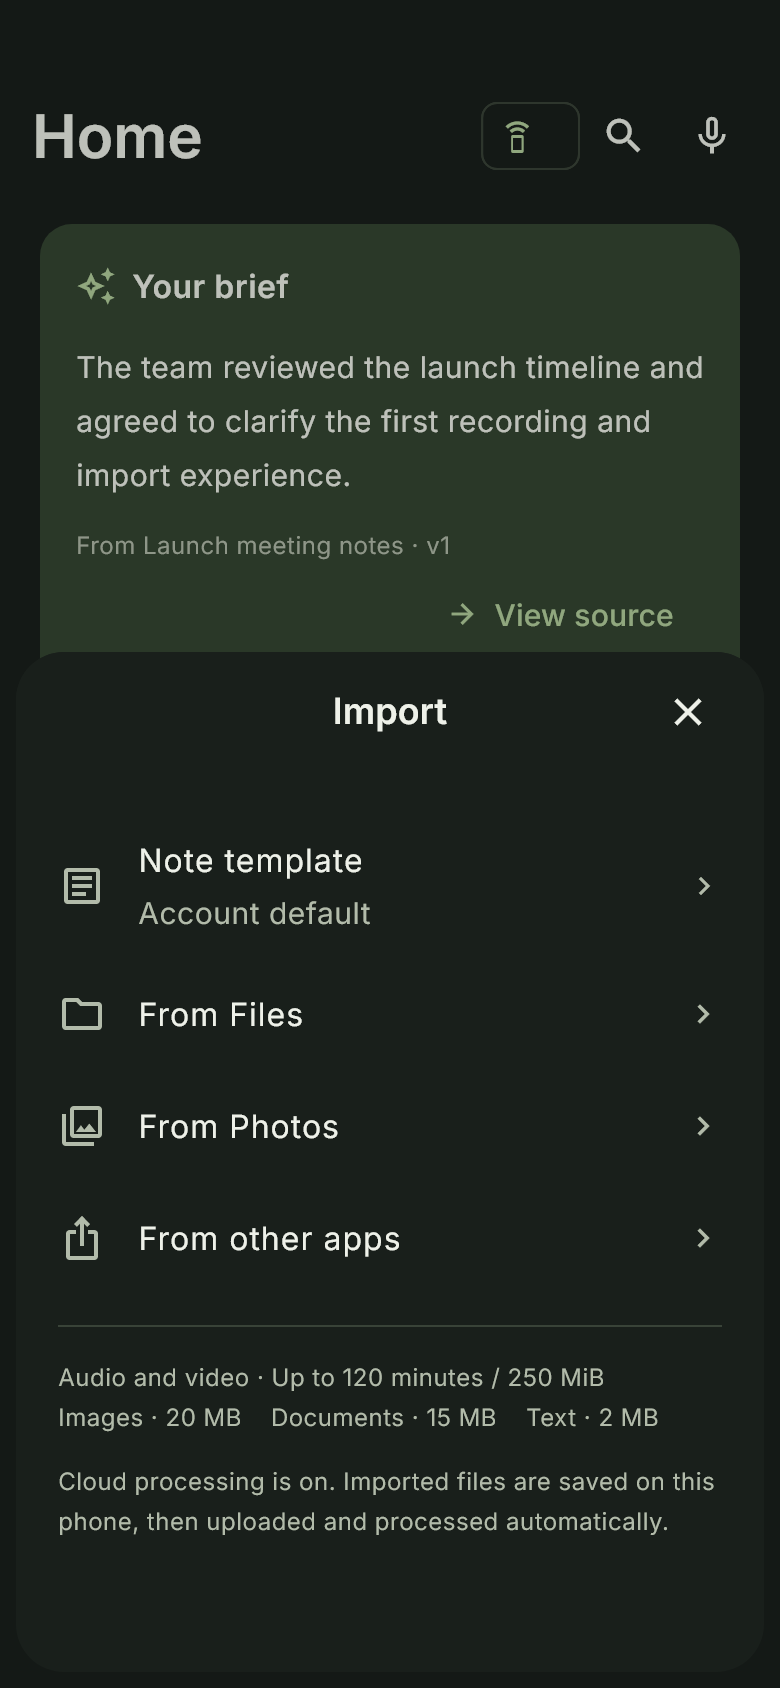 Home
Your brief
The team reviewed the launch timeline and
agreed to clarify the first recording and
import experience.
From Launch meeting notes · v1
View source
Import
Note template
Account default
From Files
From Photos
From other apps
Audio and video · Up to 120 minutes / 250 MiB
Images · 20 MB Documents · 15 MB Text · 2 MB
Cloud processing is on. Imported files are saved on this
phone, then uploaded and processed automatically.